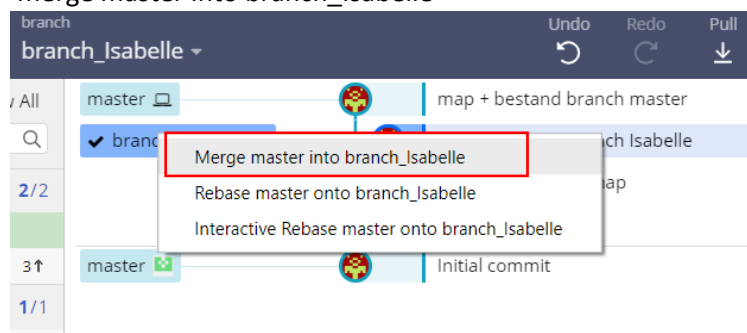 Merge master into branch_Isabelle
branch
branch_Isabelle
Undo Redo Pull
All
master
map + bestand branch master
branc
ch Isabelle
Merge master into branch_Isabelle
2/2
Rebase master onto branch_Isabelle
ap
Interactive Rebase master onto branch_Isabelle
3↑
master
Initial commit
1/1